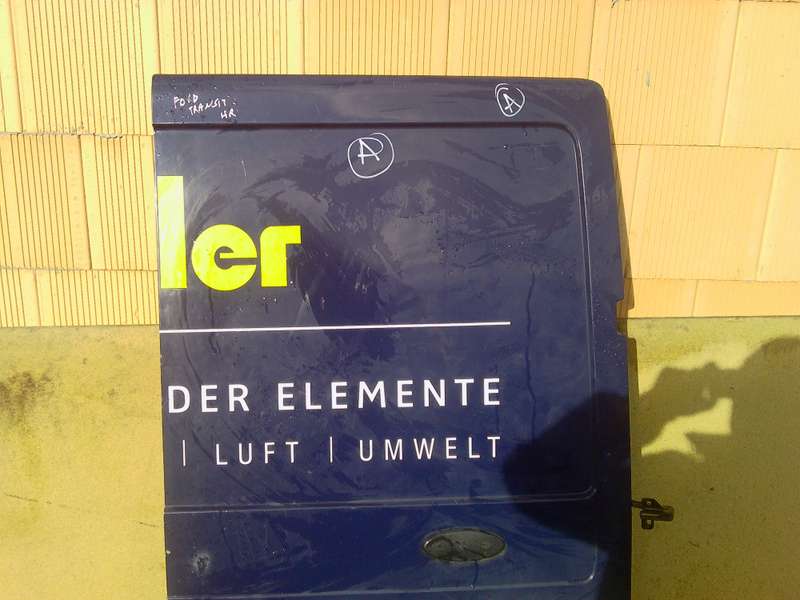 FORD
TRANSIT
HR
A
A
ler
DER ELEMENTE
| LUFT | UMWELT